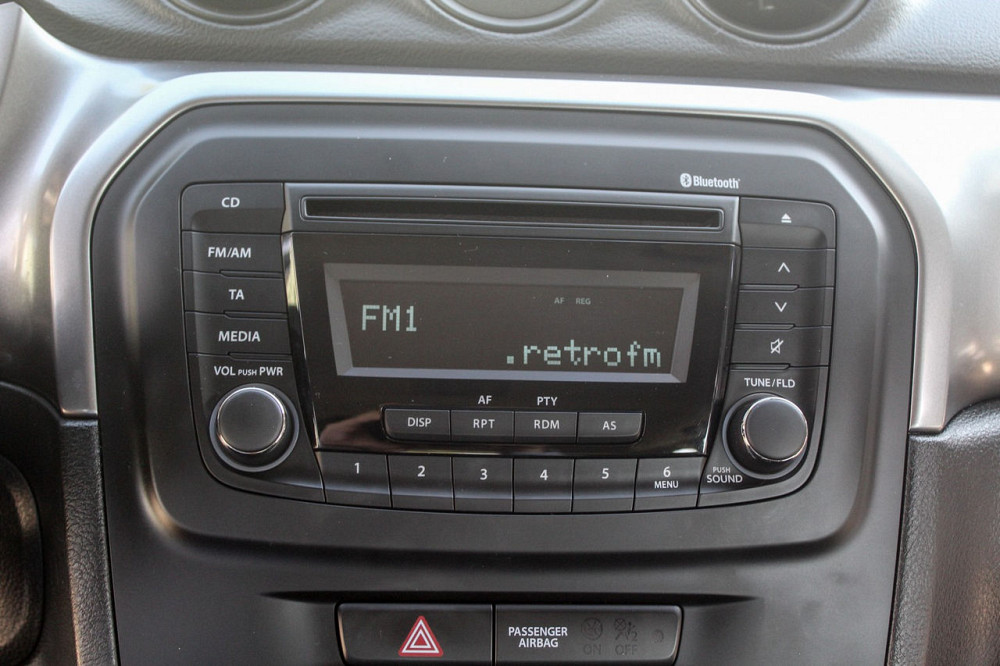 Bluetooth
CD
FM/AM
TA
MEDIA
VOL PUSH PWR
AF REG
FM1
.retrofm
TUNE/FLD
AF PTY
DISP RPT RDM AS
1 2 3 4 5 6
MENU
PUSH
SOUND
PASSENGER
AIRBAG
ON OFF